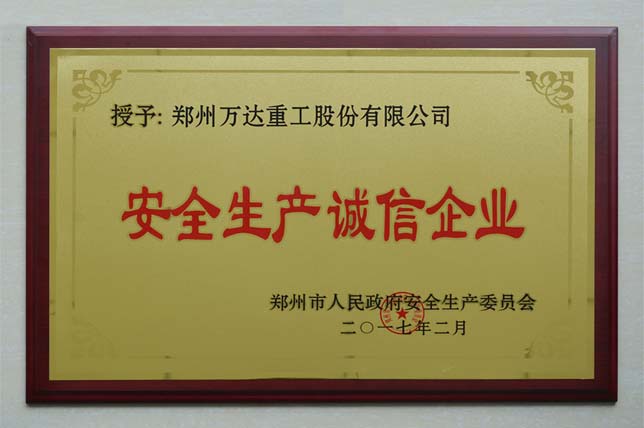 授予: 郑州万达重工股份有限公司
安全生产诚信企业
郑州市人民政府安全生产委员会
二〇一七年二月